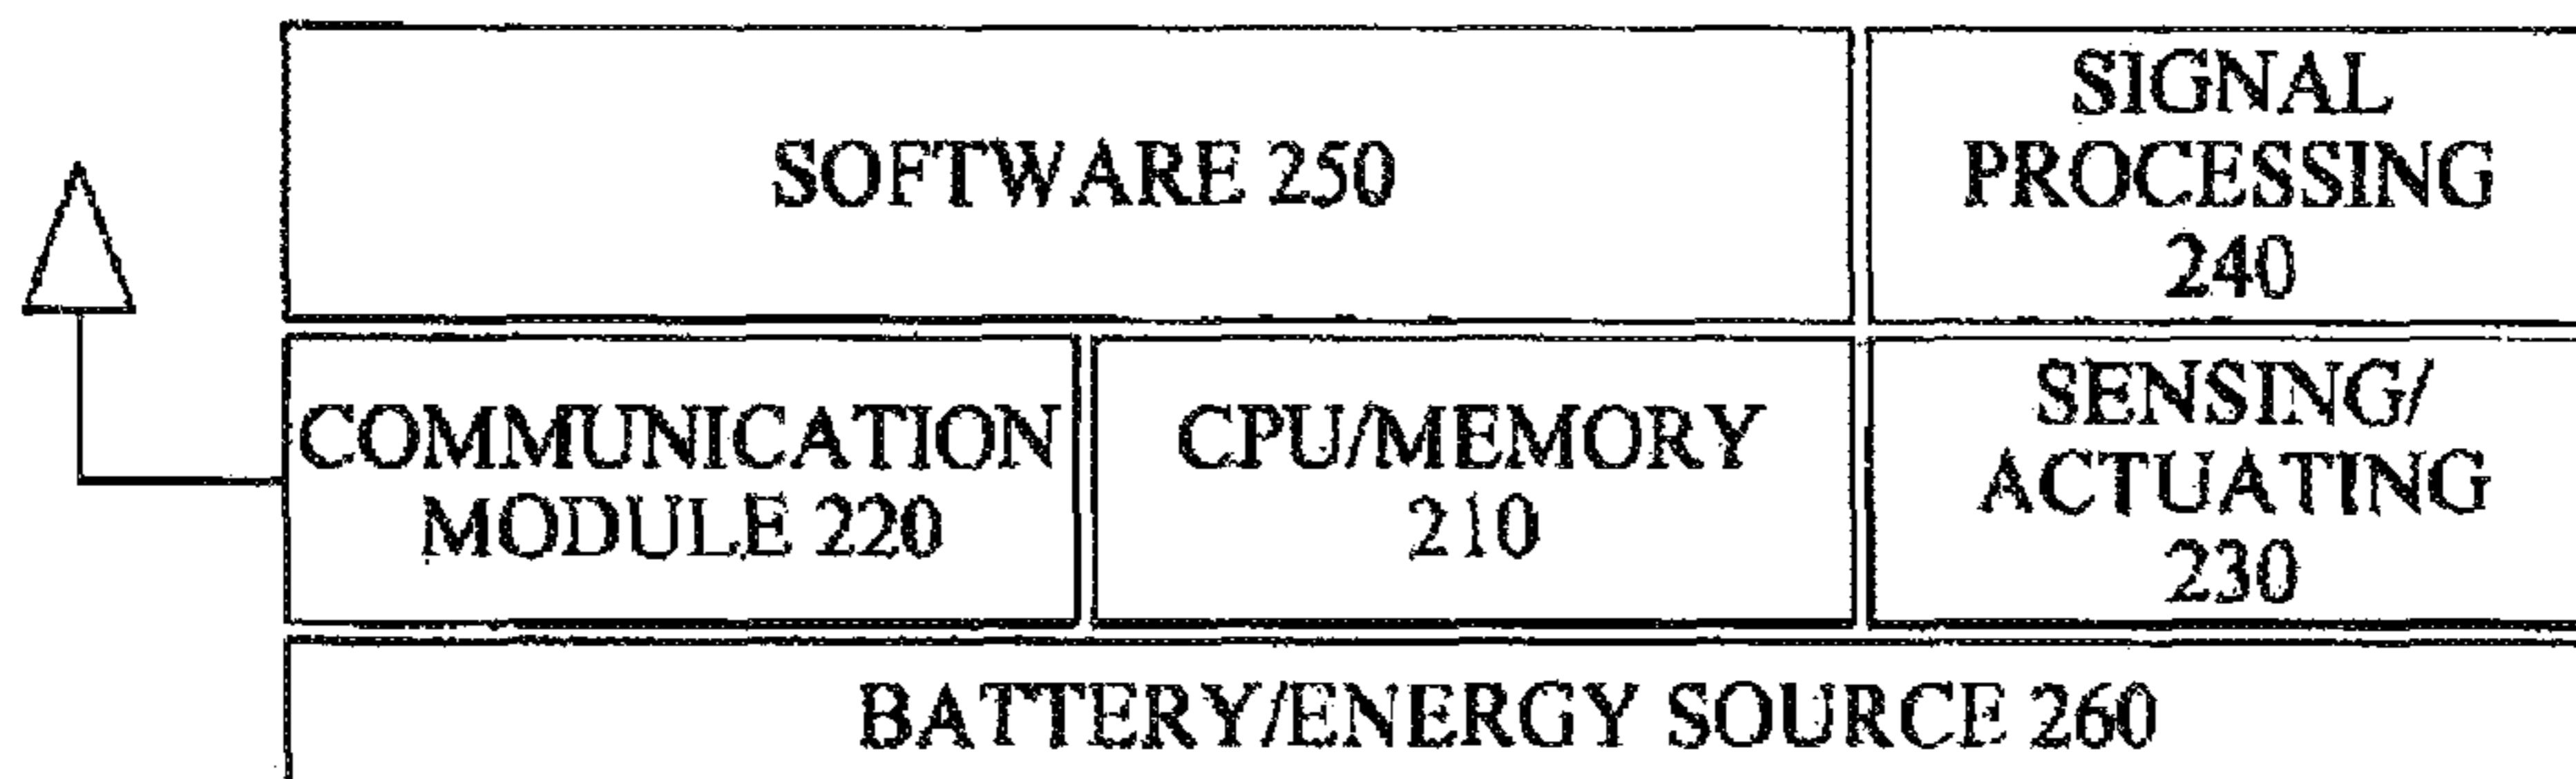 SOFTWARE 250
SIGNAL
PROCESSING
240
COMMUNICATION
MODULE 220
CPU/MEMORY
210
SENSING/
ACTUATING
230
BATTERY/ENERGY SOURCE 260